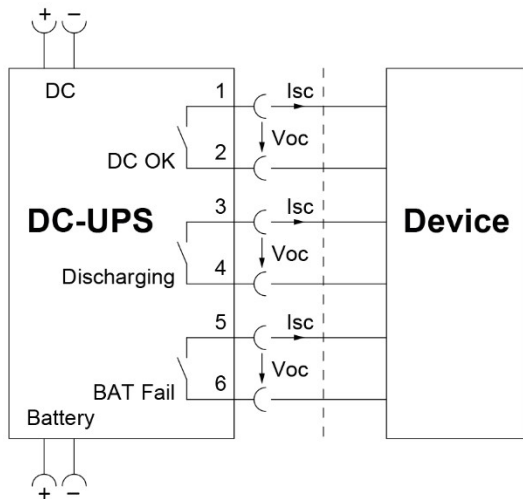 + −
DC
1 Isc
Voc
DC OK 2
3 Isc
DC-UPS Device
Voc
Discharging 4
5 Isc
Voc
BAT Fail 6
Battery
+ −